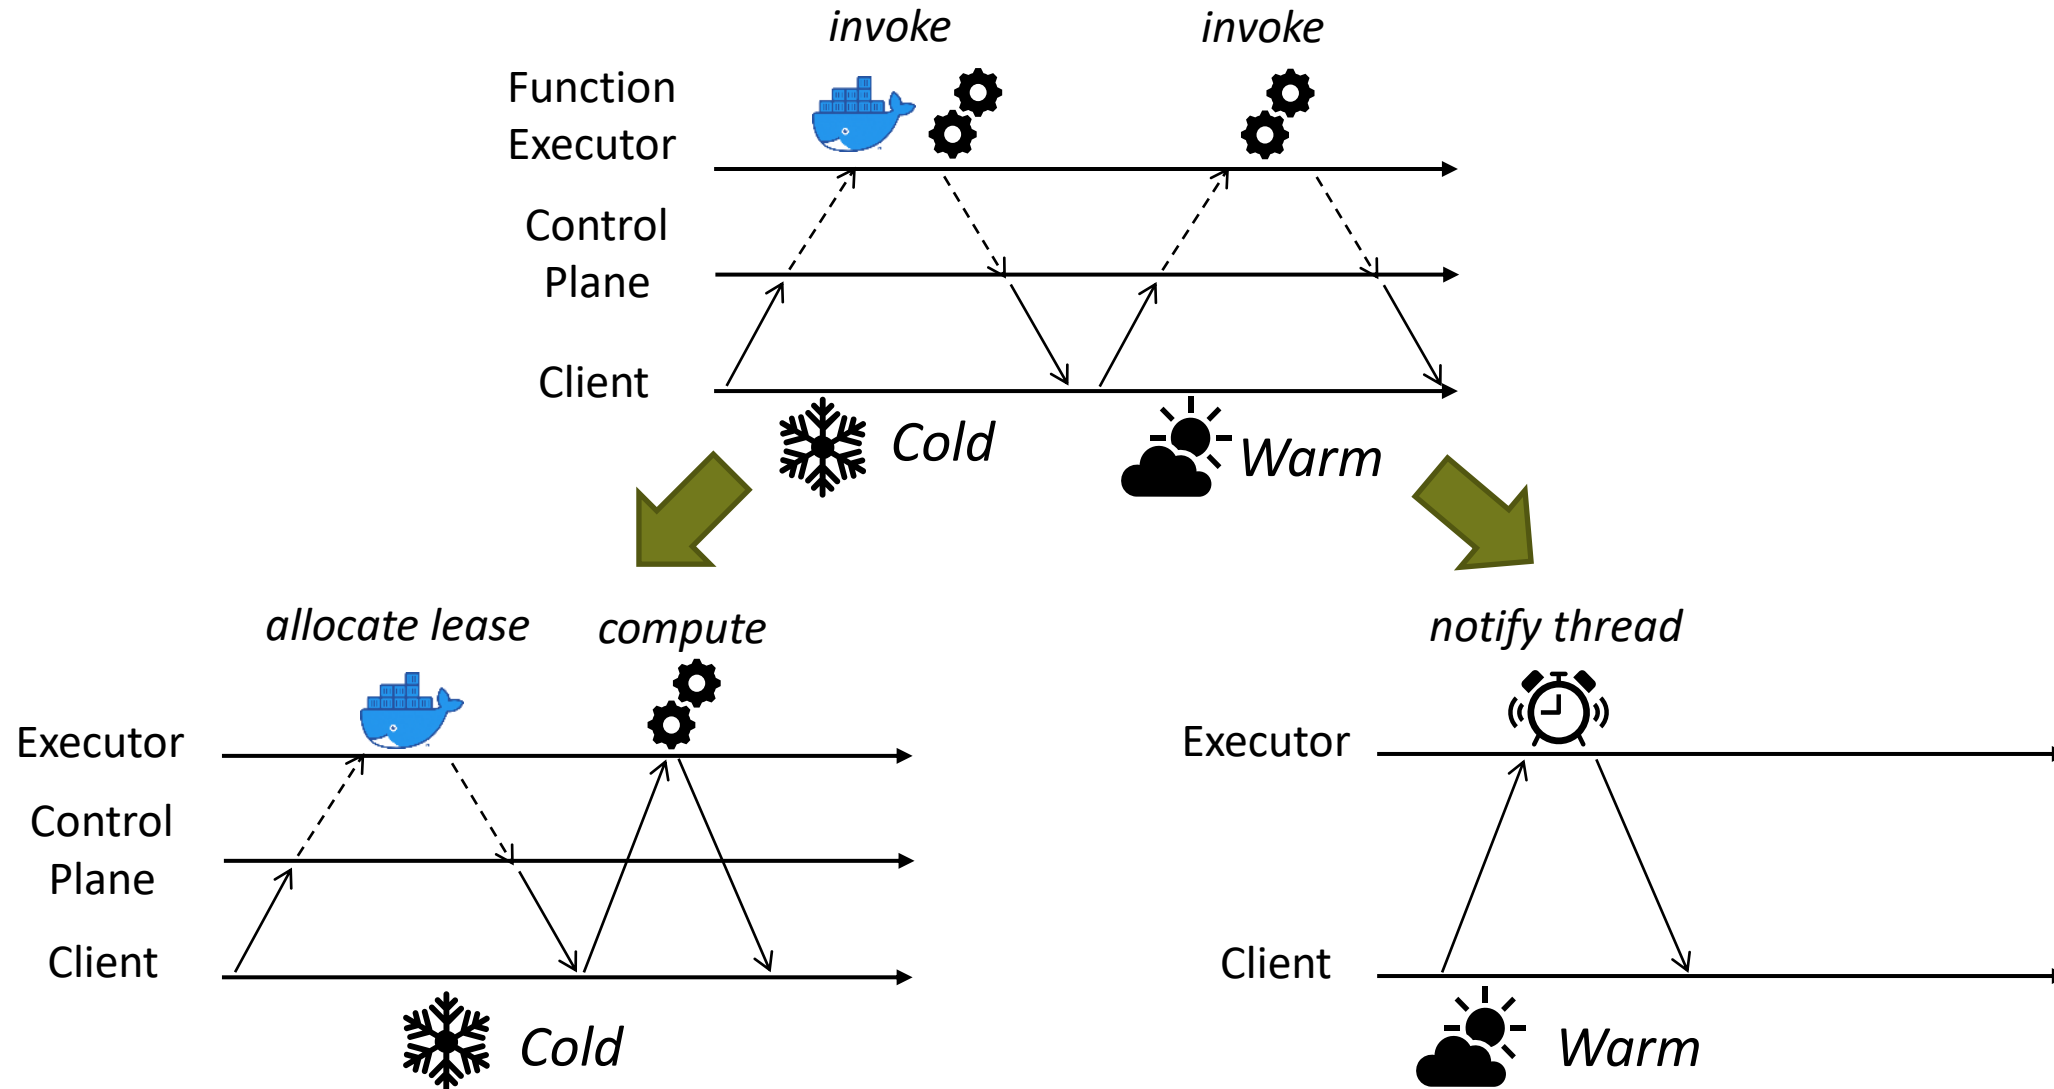 invoke
invoke
Function
Executor
Control
Plane
Client
Cold
Warm
allocate lease
compute
Executor
Control
Plane
Client
Cold
notify thread
Executor
Client
Warm